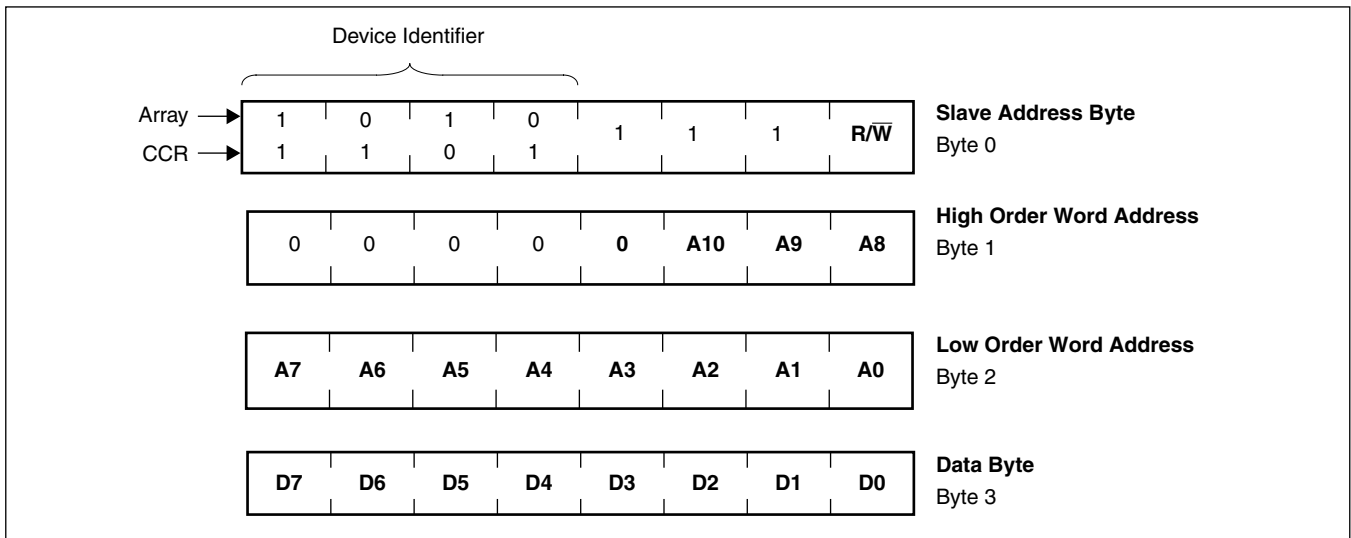 Device Identifier
Array
CCR
1 0 1 0
1 1 0 1
1 1 1 R/W̅
Slave Address Byte
Byte 0
0 0 0 0 0 A10 A9 A8
High Order Word Address
Byte 1
A7 A6 A5 A4 A3 A2 A1 A0
Low Order Word Address
Byte 2
D7 D6 D5 D4 D3 D2 D1 D0
Data Byte
Byte 3